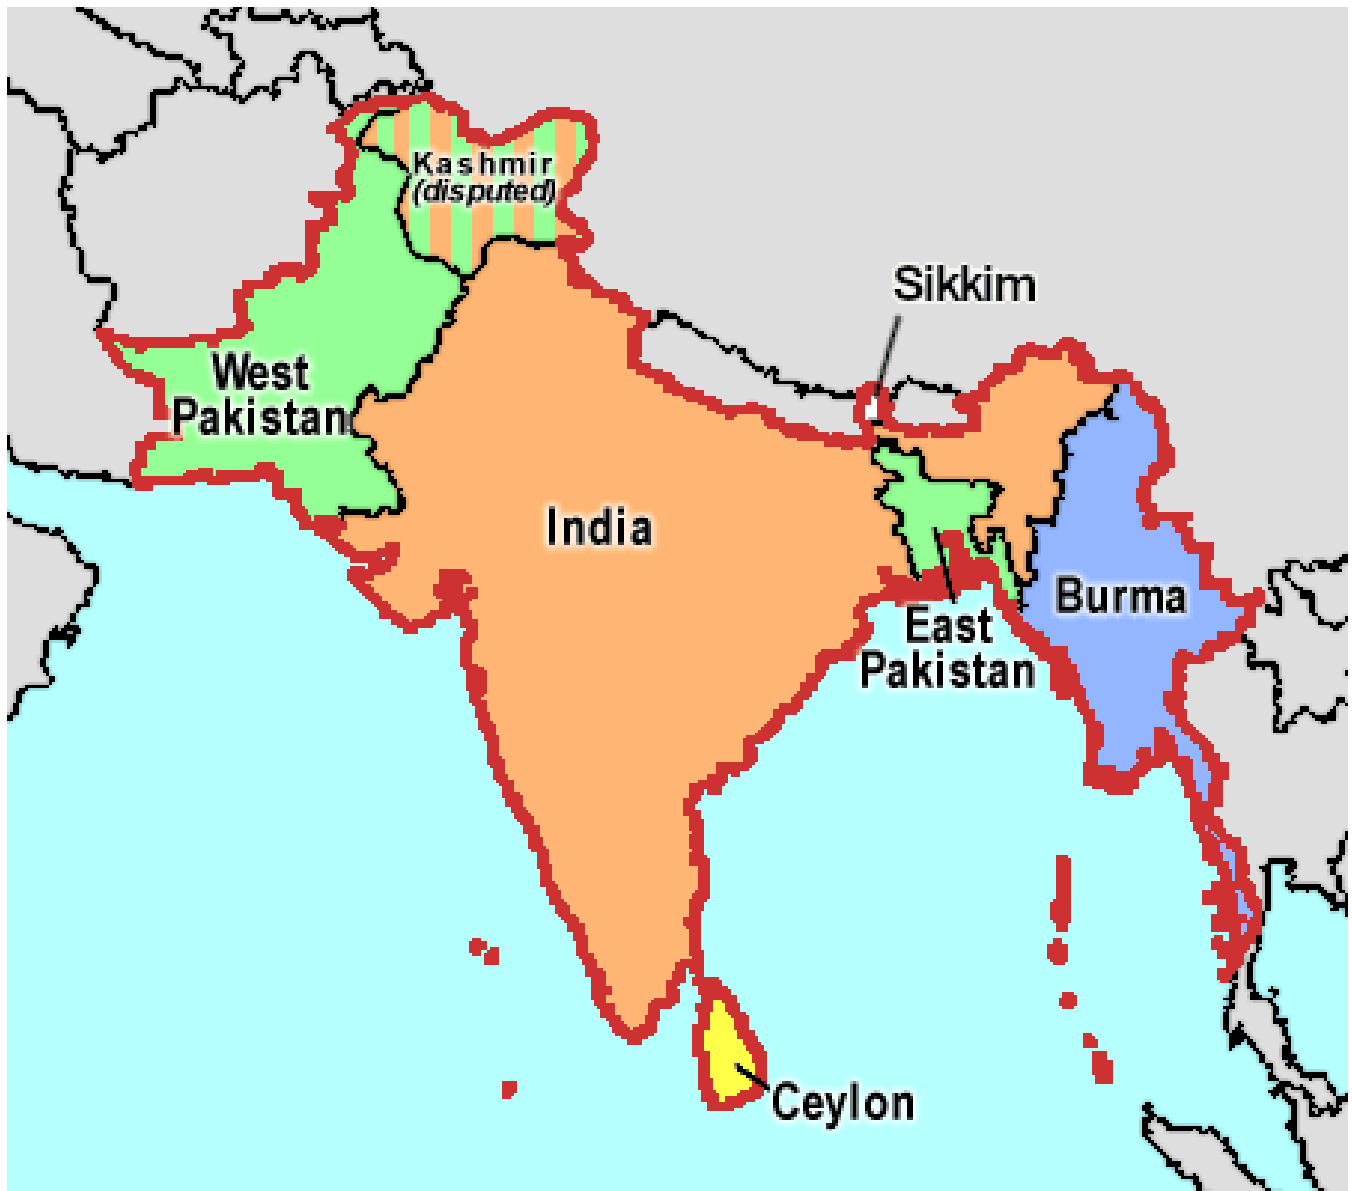 Kashmir
(disputed)
Sikkim
West
Pakistan
India
Burma
East
Pakistan
Ceylon